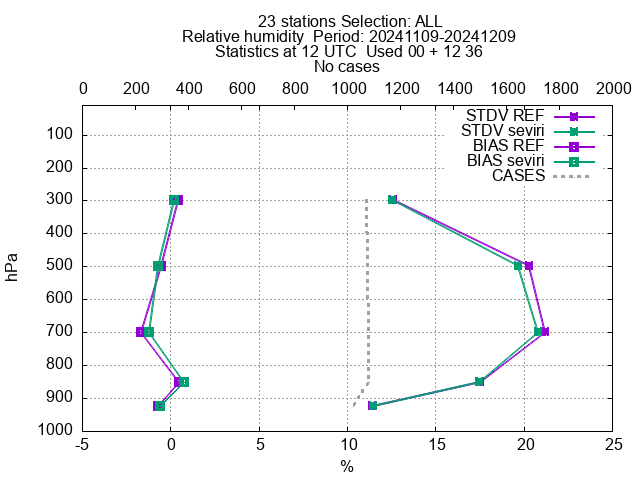 23 stations Selection: ALL
Relative humidity  Period: 20241109-20241209
Statistics at 12 UTC  Used 00 + 12 36
No cases
0 200 400 600 800 1000 1200 1400 1600 1800 2000
STDV REF
STDV seviri
BIAS REF
BIAS seviri
CASES
100
200
300
400
500
600
700
800
900
1000
hPa
-5 0 5 10 15 20 25
%